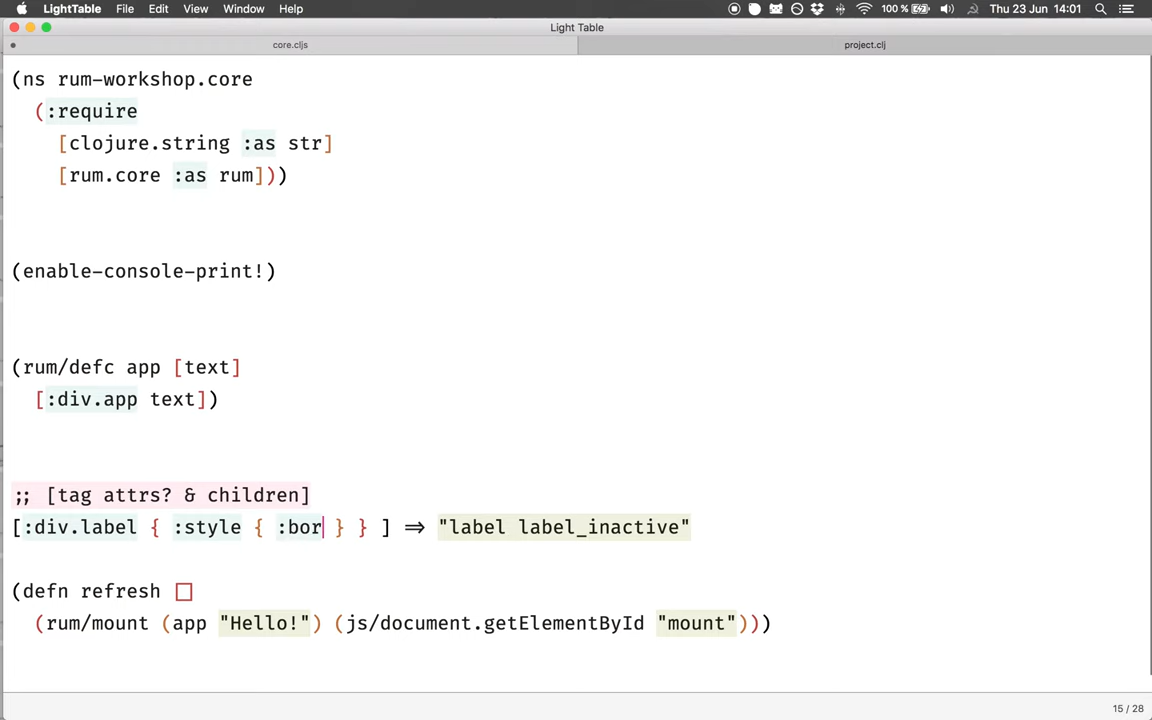 LightTable File Edit View Window Help 100 % Thu 23 Jun 14:01
Light Table
core.cljs project.clj
(ns rum-workshop.core
(:require
[clojure.string :as str]
[rum.core :as rum]))
(enable-console-print!)
(rum/defc app [text]
[:div.app text])
;; [tag attrs? & children]
[:div.label { :style { :bor } } ] => "label label_inactive"
(defn refresh []
(rum/mount (app "Hello!") (js/document.getElementById "mount")))
15 / 28